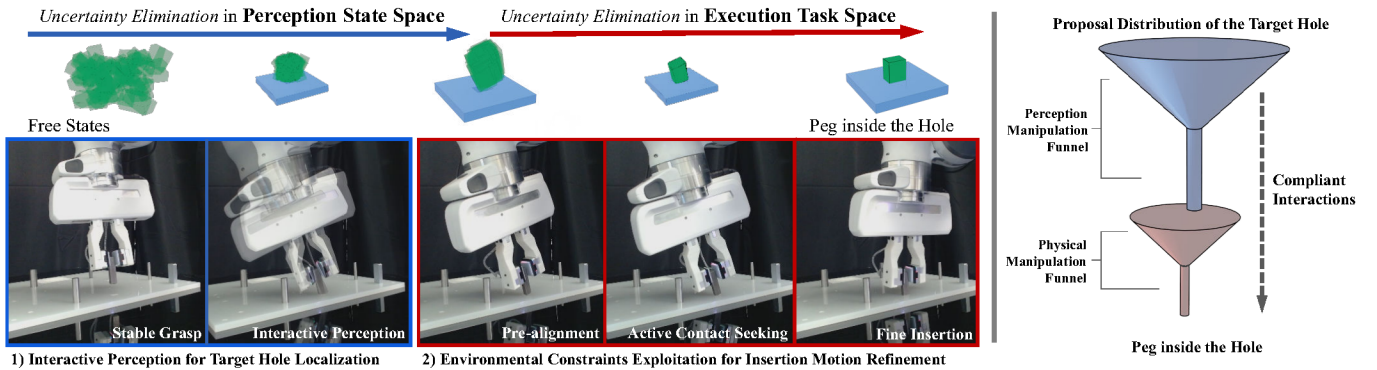 Uncertainty Elimination in Perception State Space
Uncertainty Elimination in Execution Task Space
Free States
Peg inside the Hole
Stable Grasp
Interactive Perception
Pre-alignment
Active Contact Seeking
Fine Insertion
1) Interactive Perception for Target Hole Localization
2) Environmental Constraints Exploitation for Insertion Motion Refinement
Proposal Distribution of the Target Hole
Perception
Manipulation
Funnel
Compliant
Interactions
Physical
Manipulation
Funnel
Peg inside the Hole